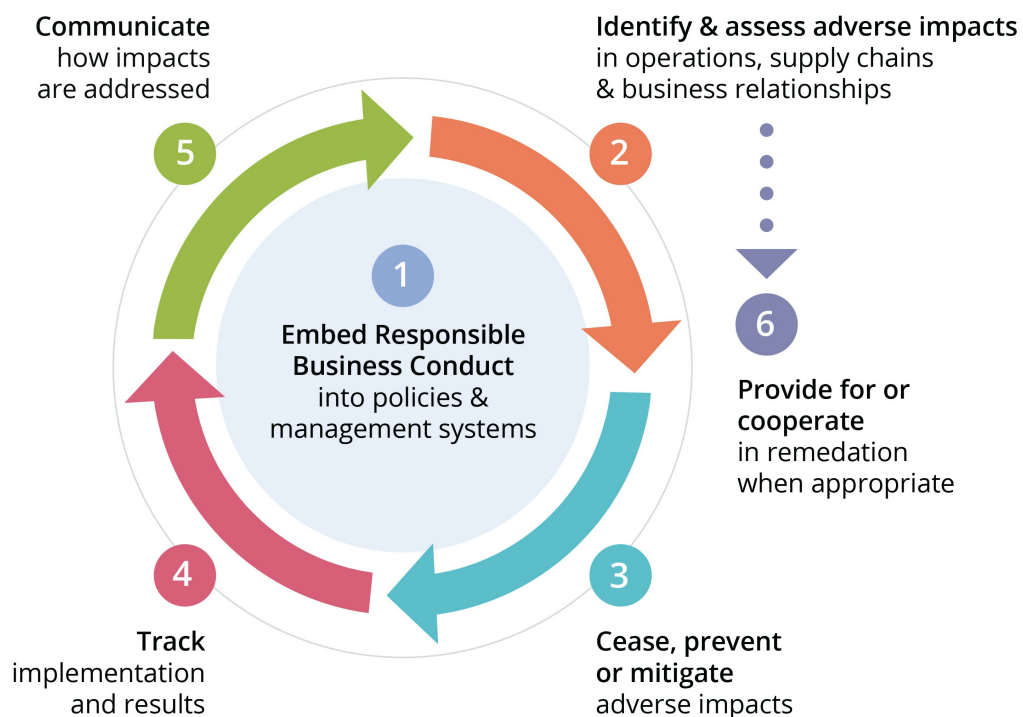 1
Embed Responsible
Business Conduct
into policies &
management systems
2
Identify & assess adverse impacts
in operations, supply chains
& business relationships
3
Cease, prevent
or mitigate
adverse impacts
4
Track
implementation
and results
5
Communicate
how impacts
are addressed
6
Provide for or
cooperate
in remedation
when appropriate